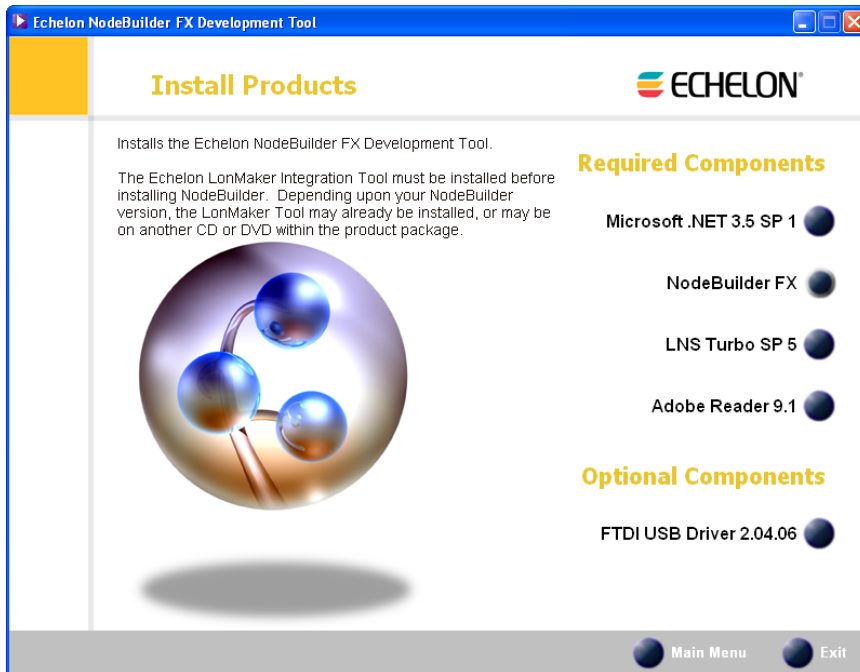 Echelon NodeBuilder FX Development Tool
Install Products
ECHELON®
Installs the Echelon NodeBuilder FX Development Tool.
The Echelon LonMaker Integration Tool must be installed before
installing NodeBuilder. Depending upon your NodeBuilder
version, the LonMaker Tool may already be installed, or may be
on another CD or DVD within the product package.
Required Components
Microsoft .NET 3.5 SP 1
NodeBuilder FX
LNS Turbo SP 5
Adobe Reader 9.1
Optional Components
FTDI USB Driver 2.04.06
Main Menu
Exit